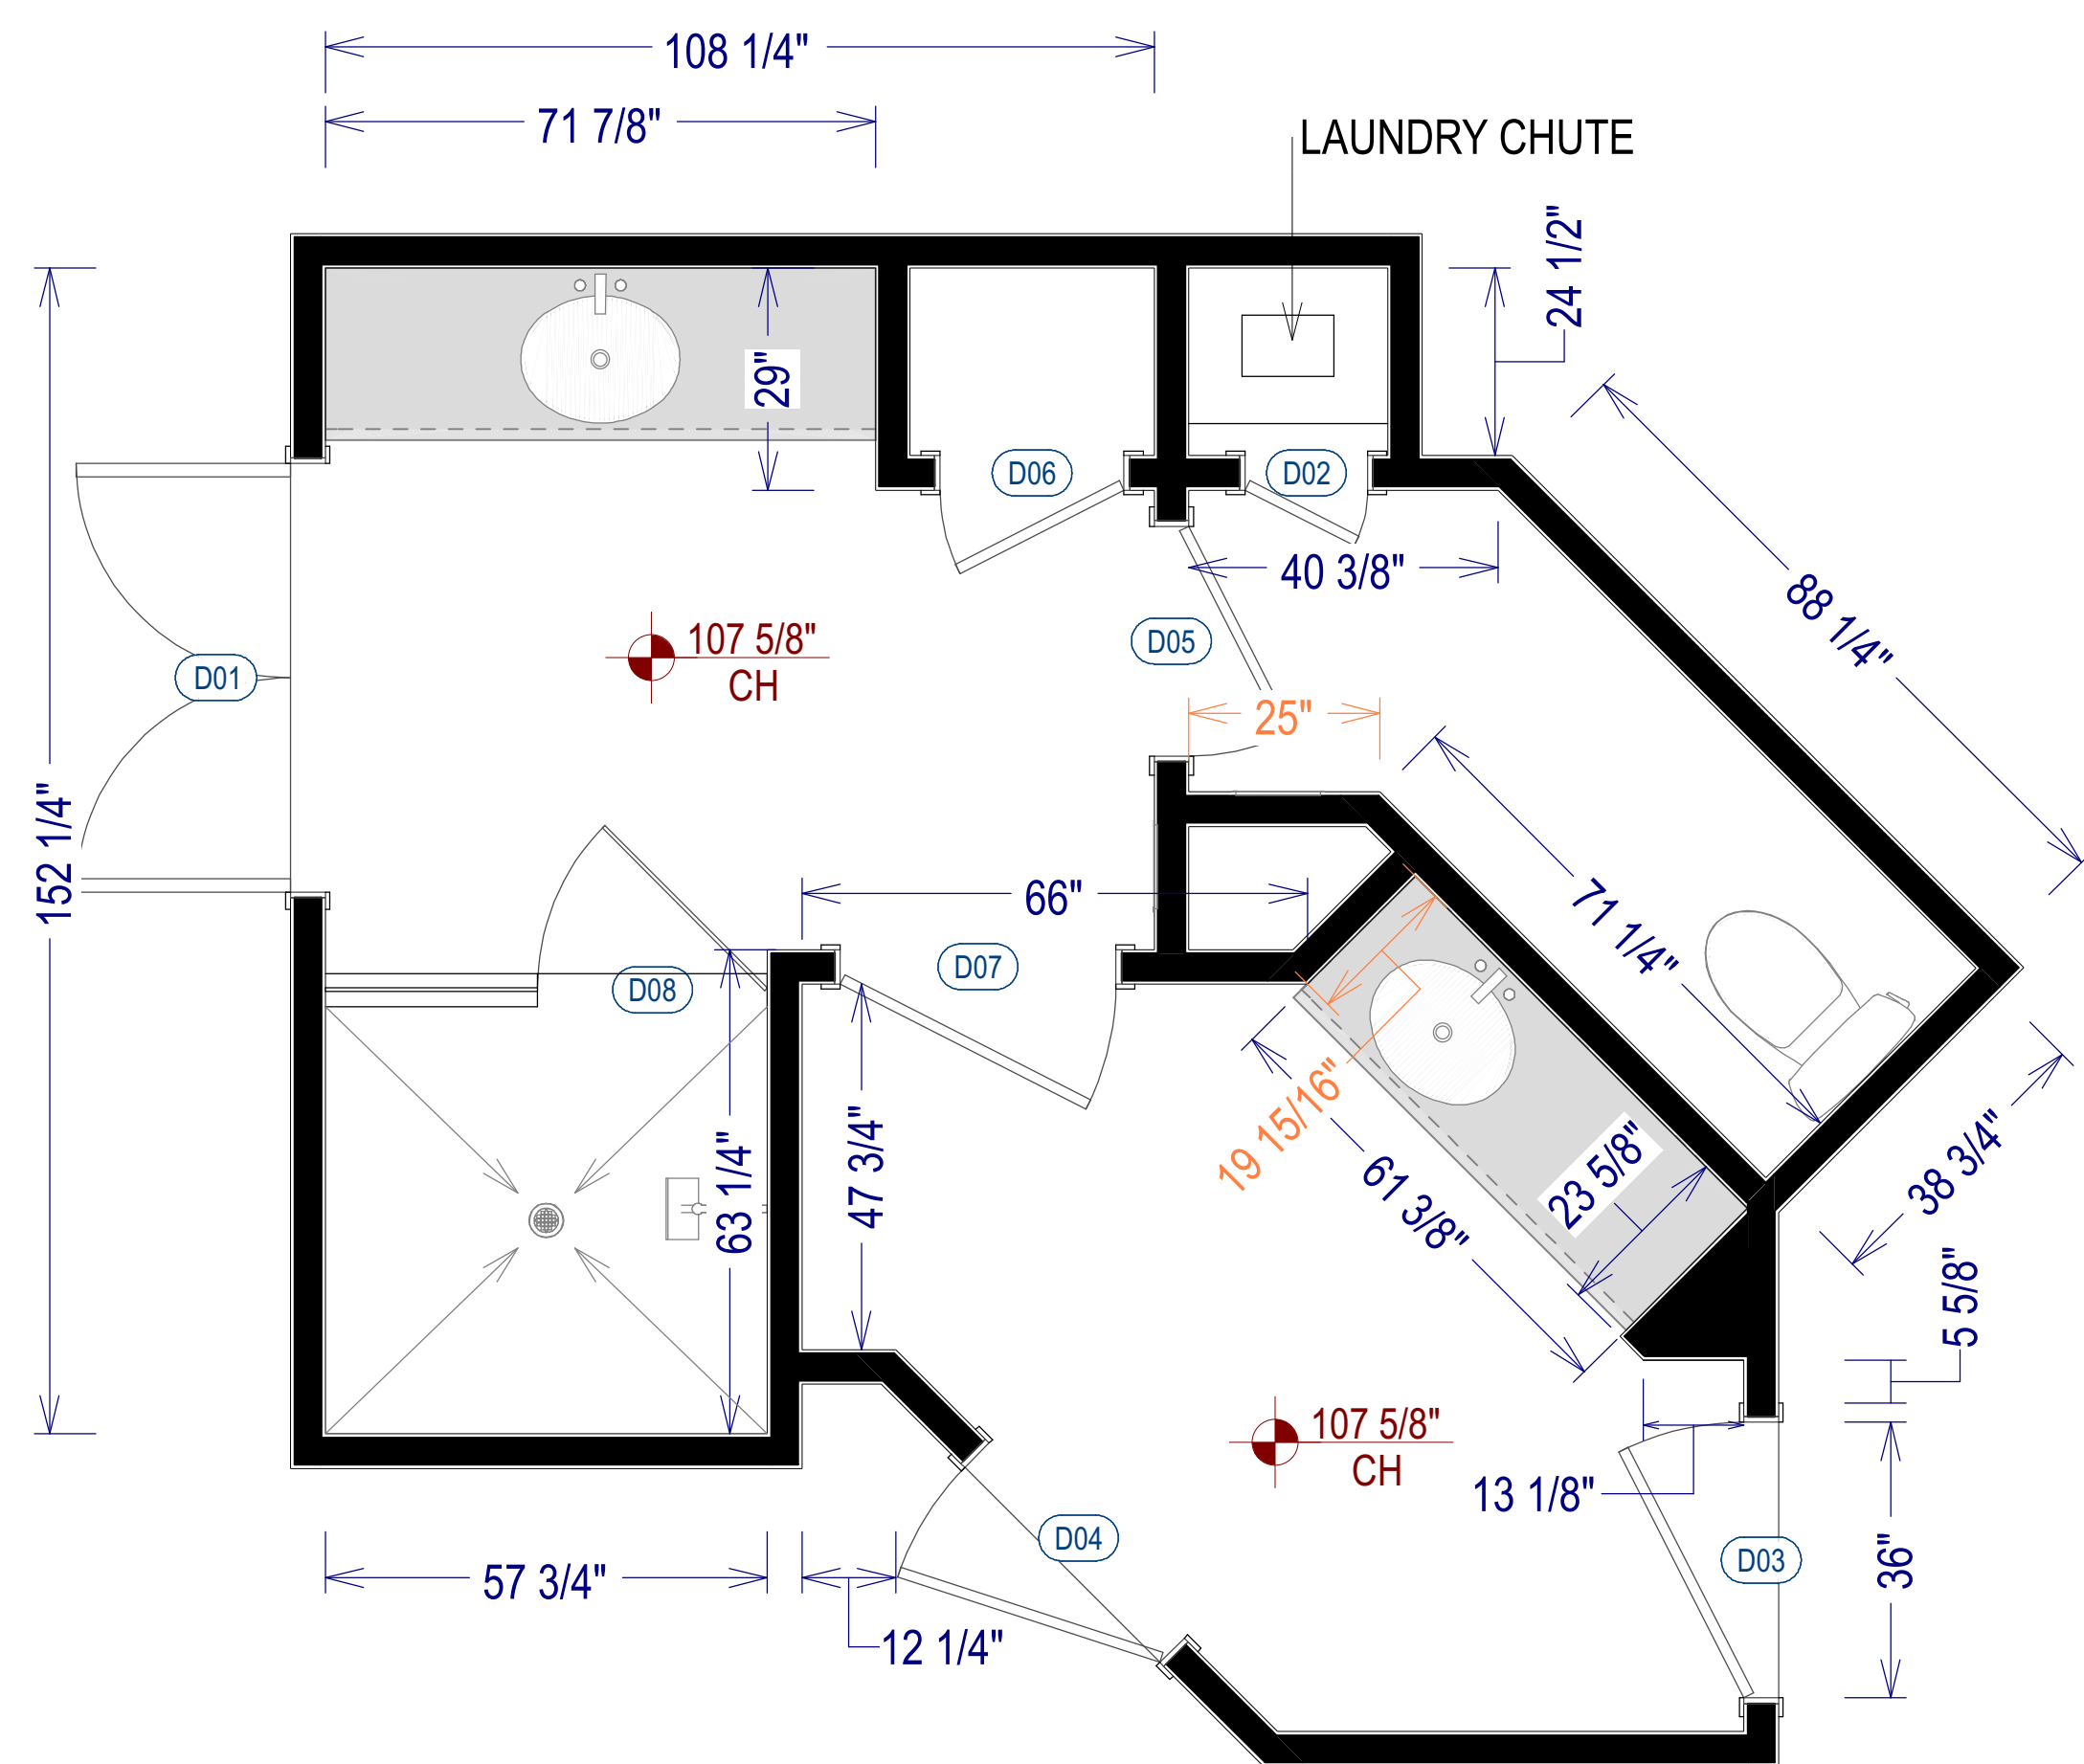 108 1/4"
71 7/8"
LAUNDRY CHUTE
24 1/2"
29"
D06
D02
40 3/8"
88 1/4"
107 5/8"
CH
D05
D01
25"
152 1/4"
66"
71 1/4"
D07
D08
19 15/16"
47 3/4"
63 1/4"
61 3/8"
23 5/8"
38 3/4"
5 5/8"
107 5/8"
CH
13 1/8"
D04
D03
36"
57 3/4"
12 1/4"